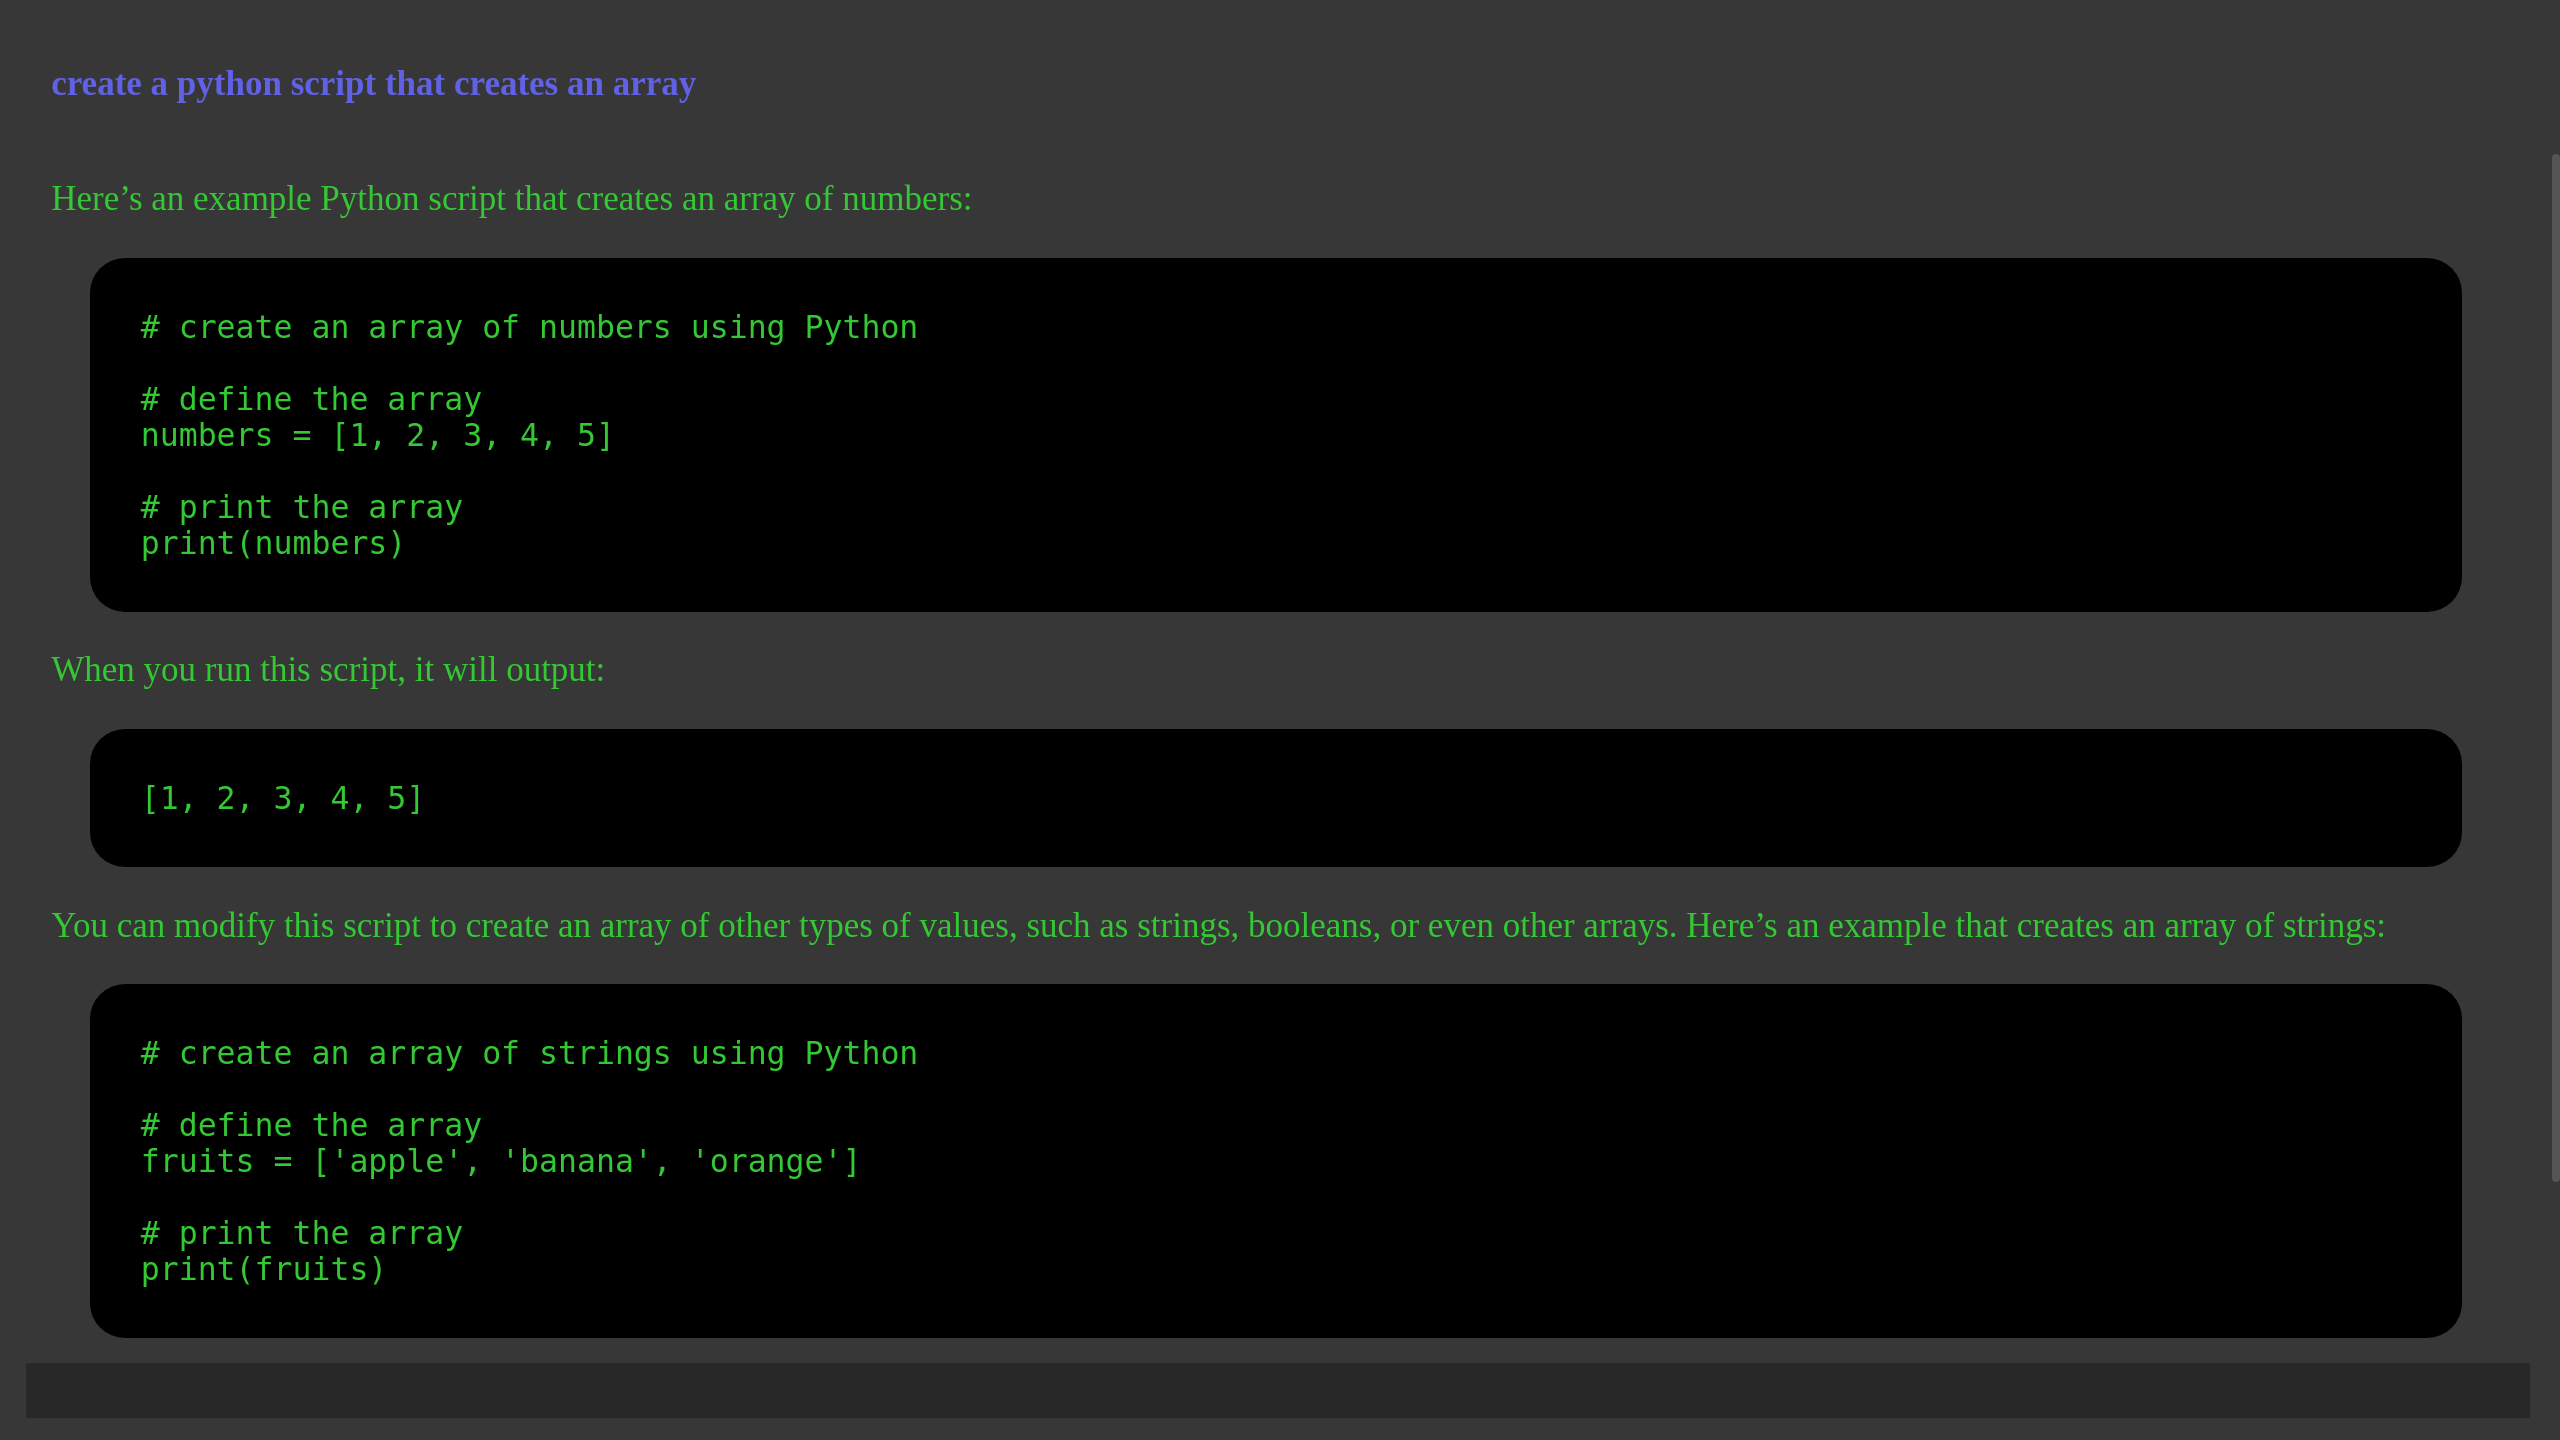 create a python script that creates an array
Here’s an example Python script that creates an array of numbers:
# create an array of numbers using Python
# define the array
numbers = [1, 2, 3, 4, 5]
# print the array
print(numbers)
When you run this script, it will output:
[1, 2, 3, 4, 5]
You can modify this script to create an array of other types of values, such as strings, booleans, or even other arrays. Here’s an example that creates an array of strings:
# create an array of strings using Python
# define the array
fruits = ['apple', 'banana', 'orange']
# print the array
print(fruits)